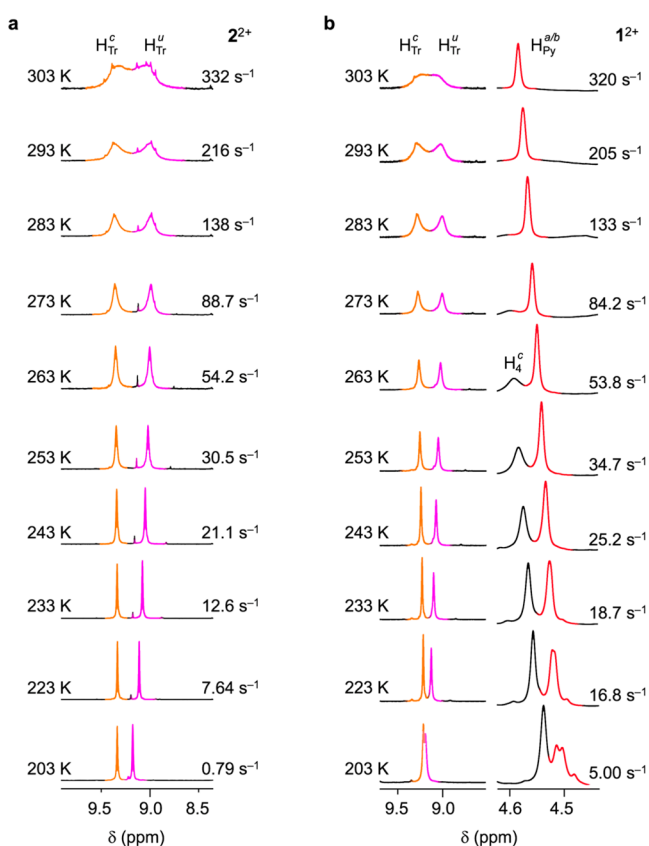 a
H^c_Tr H^u_Tr 2²⁺
303 K 332 s⁻¹
293 K 216 s⁻¹
283 K 138 s⁻¹
273 K 88.7 s⁻¹
263 K 54.2 s⁻¹
253 K 30.5 s⁻¹
243 K 21.1 s⁻¹
233 K 12.6 s⁻¹
223 K 7.64 s⁻¹
203 K 0.79 s⁻¹
9.5 9.0 8.5
δ (ppm)
b
H^c_Tr H^u_Tr H^a/b_Py 1²⁺
303 K 320 s⁻¹
293 K 205 s⁻¹
283 K 133 s⁻¹
273 K 84.2 s⁻¹
H^c_4
263 K 53.8 s⁻¹
253 K 34.7 s⁻¹
243 K 25.2 s⁻¹
233 K 18.7 s⁻¹
223 K 16.8 s⁻¹
203 K 5.00 s⁻¹
9.5 9.0 4.6 4.5
δ (ppm) δ (ppm)